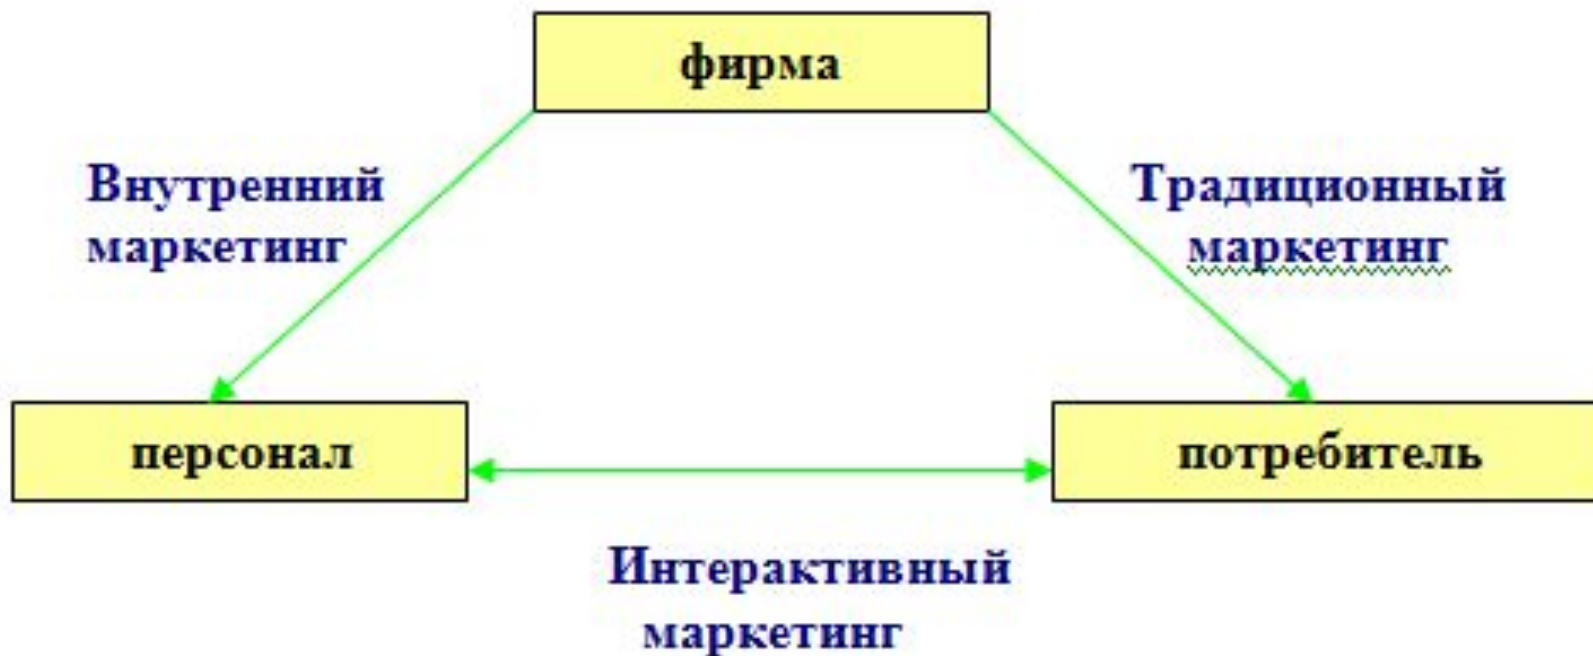 фирма
Внутренний
маркетинг
Традиционный
маркетинг
персонал
потребитель
Интерактивный
маркетинг